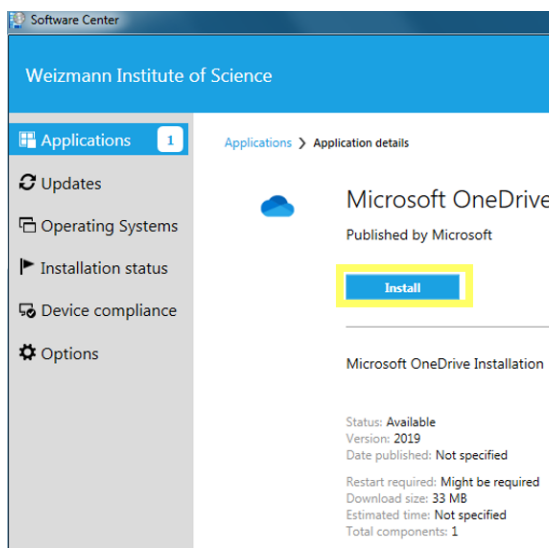 Software Center
Weizmann Institute of Science
Applications 1
Updates
Operating Systems
Installation status
Device compliance
Options
Applications ❯ Application details
Microsoft OneDrive
Published by Microsoft
Install
Microsoft OneDrive Installation
Status: Available
Version: 2019
Date published: Not specified
Restart required: Might be required
Download size: 33 MB
Estimated time: Not specified
Total components: 1